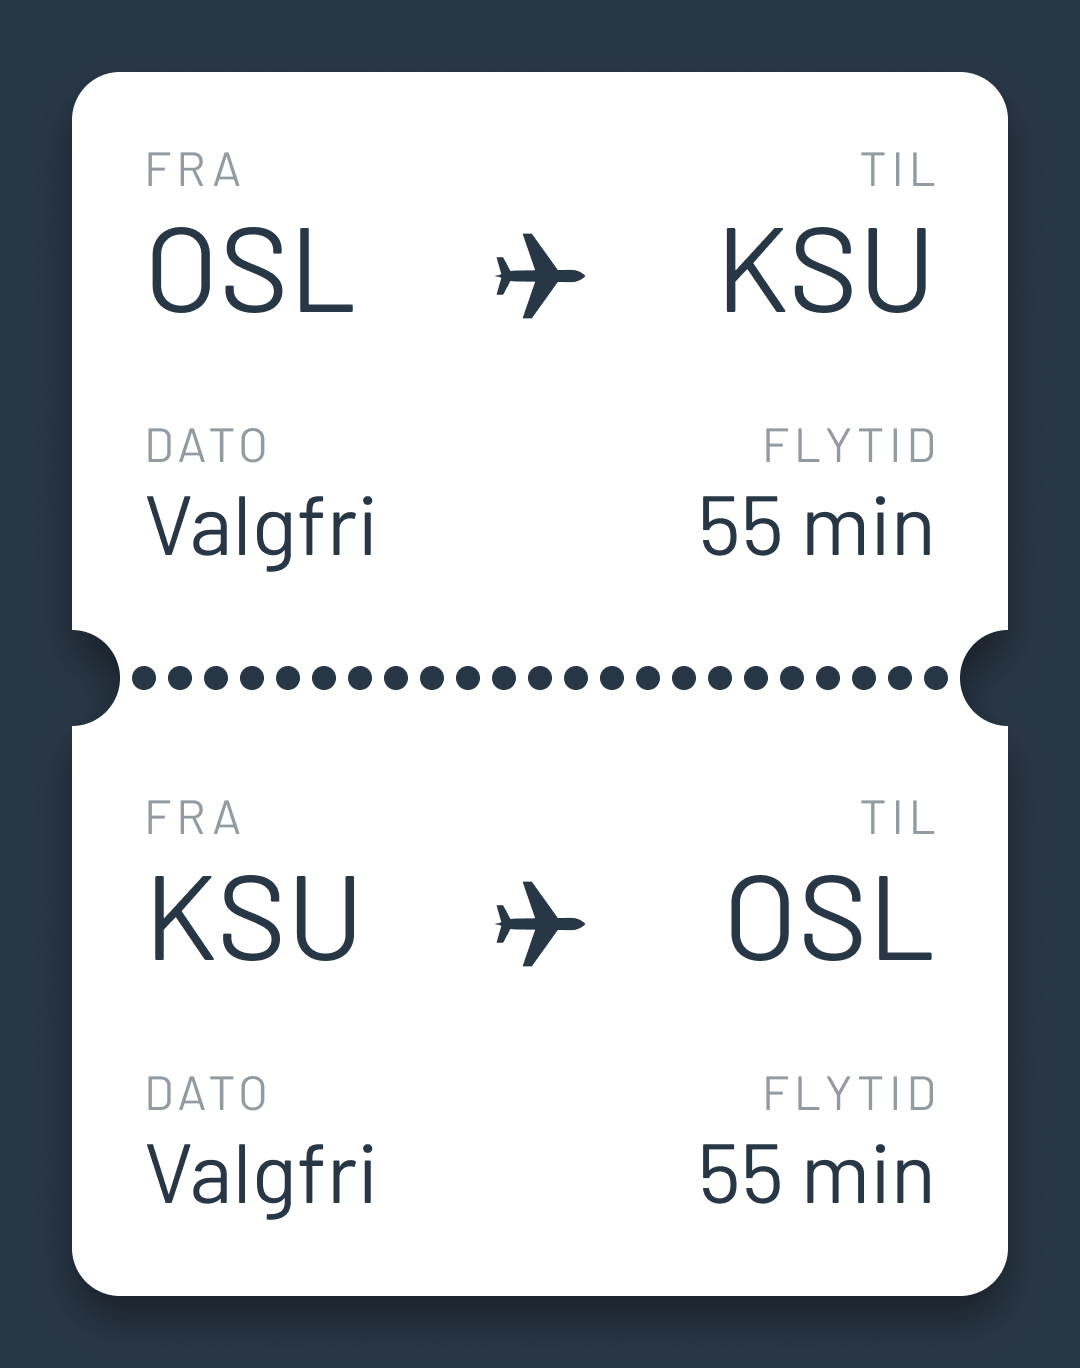 FRA TIL
OSL KSU
DATO FLYTID
Valgfri 55 min
FRA TIL
KSU OSL
DATO FLYTID
Valgfri 55 min